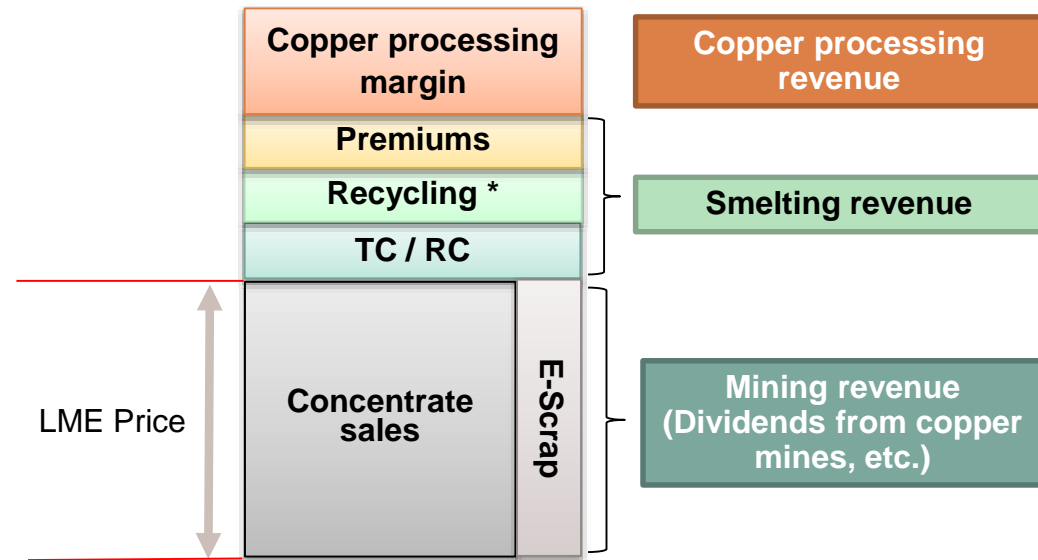 Copper processing
margin
Copper processing
revenue
Premiums
Recycling *
TC / RC
Smelting revenue
LME Price
Concentrate
sales
E-Scrap
Mining revenue
(Dividends from copper
mines, etc.)